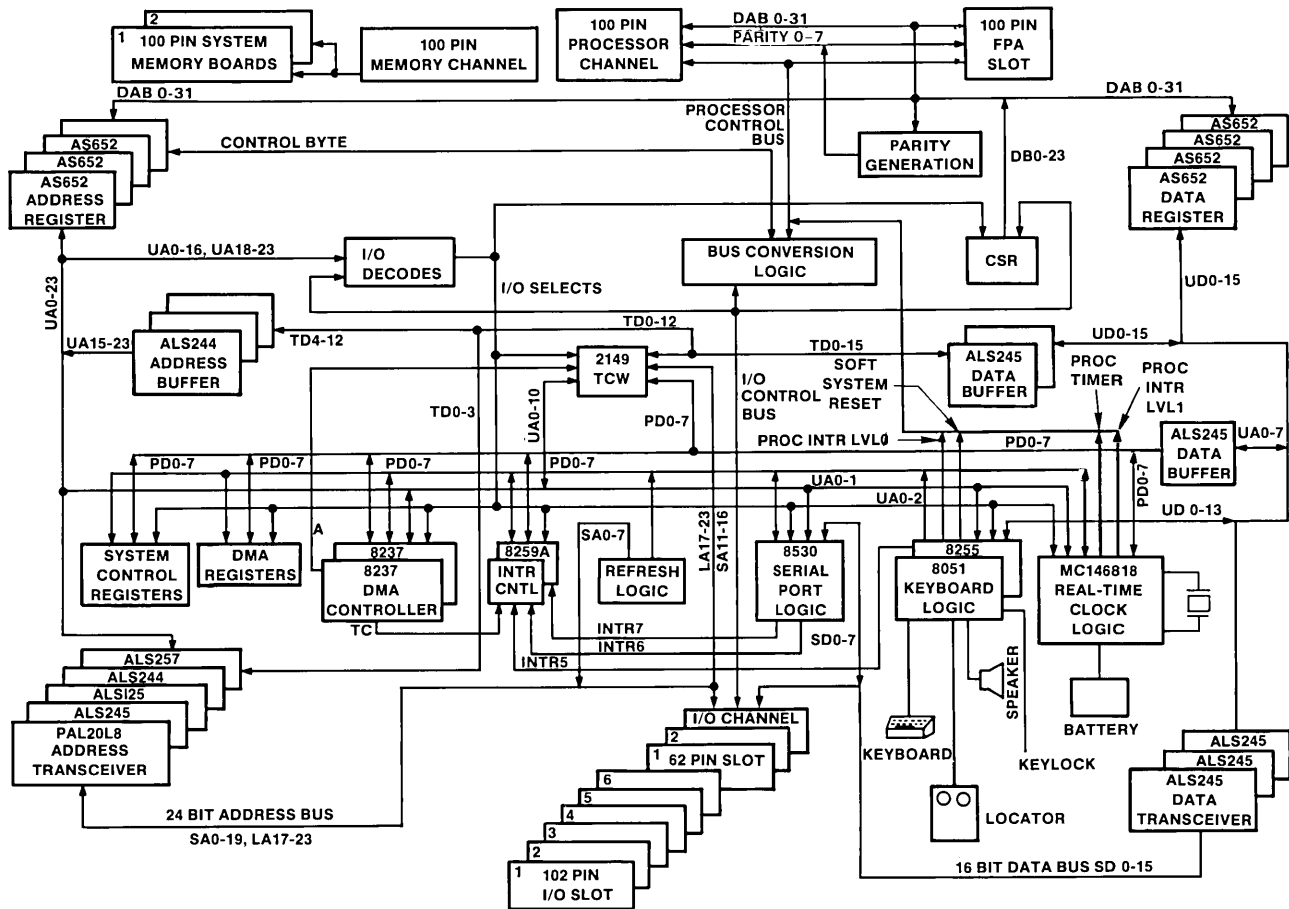 2
1
100 PIN SYSTEM
MEMORY BOARDS
100 PIN
MEMORY CHANNEL
100 PIN
PROCESSOR
CHANNEL
DAB 0-31
PARITY 0-7
100 PIN
FPA
SLOT
DAB 0-31
DAB 0-31
PROCESSOR
CONTROL
BUS
CONTROL BYTE
PARITY
GENERATION
DB0-23
AS652
AS652
AS652
ADDRESS
REGISTER
AS652
AS652
AS652
AS652
DATA
REGISTER
UA0-16, UA18-23
I/O
DECODES
BUS CONVERSION
LOGIC
CSR
I/O SELECTS
UA0-23
UD0-15
UA15-23
ALS244
ADDRESS
BUFFER
TD4-12
TD0-12
2149
TCW
TD0-15
SOFT
SYSTEM
RESET
ALS245
DATA
BUFFER
UD0-15
PROC
TIMER
PROC
INTR
LVL1
I/O
CONTROL
BUS
TD0-3
UA0-10
PD0-7
PROC INTR LVL0
PD0-7
ALS245
DATA
BUFFER
UA0-7
PD0-7
PD0-7
PD0-7
PD0-7
PD0-7
UA0-1
UA0-2
UD 0-13
A
SA0-7
LA17-23
SA11-16
SYSTEM
CONTROL
REGISTERS
DMA
REGISTERS
8237
8237
DMA
CONTROLLER
TC
8259A
INTR
CNTL
REFRESH
LOGIC
8530
SERIAL
PORT
LOGIC
8255
8051
KEYBOARD
LOGIC
MC146818
REAL-TIME
CLOCK
LOGIC
INTR7
INTR6
INTR5
SD0-7
SPEAKER
BATTERY
KEYBOARD
KEYLOCK
LOCATOR
ALS257
ALS244
ALSI25
ALS245
PAL20L8
ADDRESS
TRANSCEIVER
I/O CHANNEL
2
1
62 PIN SLOT
6
5
4
3
2
1
102 PIN
I/O SLOT
ALS245
ALS245
ALS245
DATA
TRANSCEIVER
24 BIT ADDRESS BUS
SA0-19, LA17-23
16 BIT DATA BUS SD 0-15